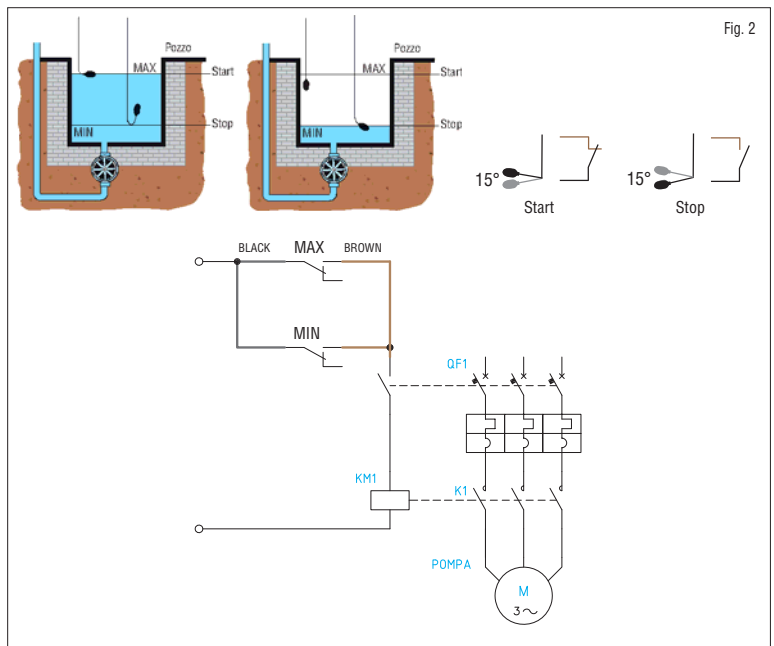 Fig. 2
Pozzo
MAX
Start
MIN
Stop
Pozzo
MAX
Start
MIN
Stop
15°
Start
15°
Stop
BLACK MAX BROWN
MIN
QF1
KM1
K1
POMPA
M
3~